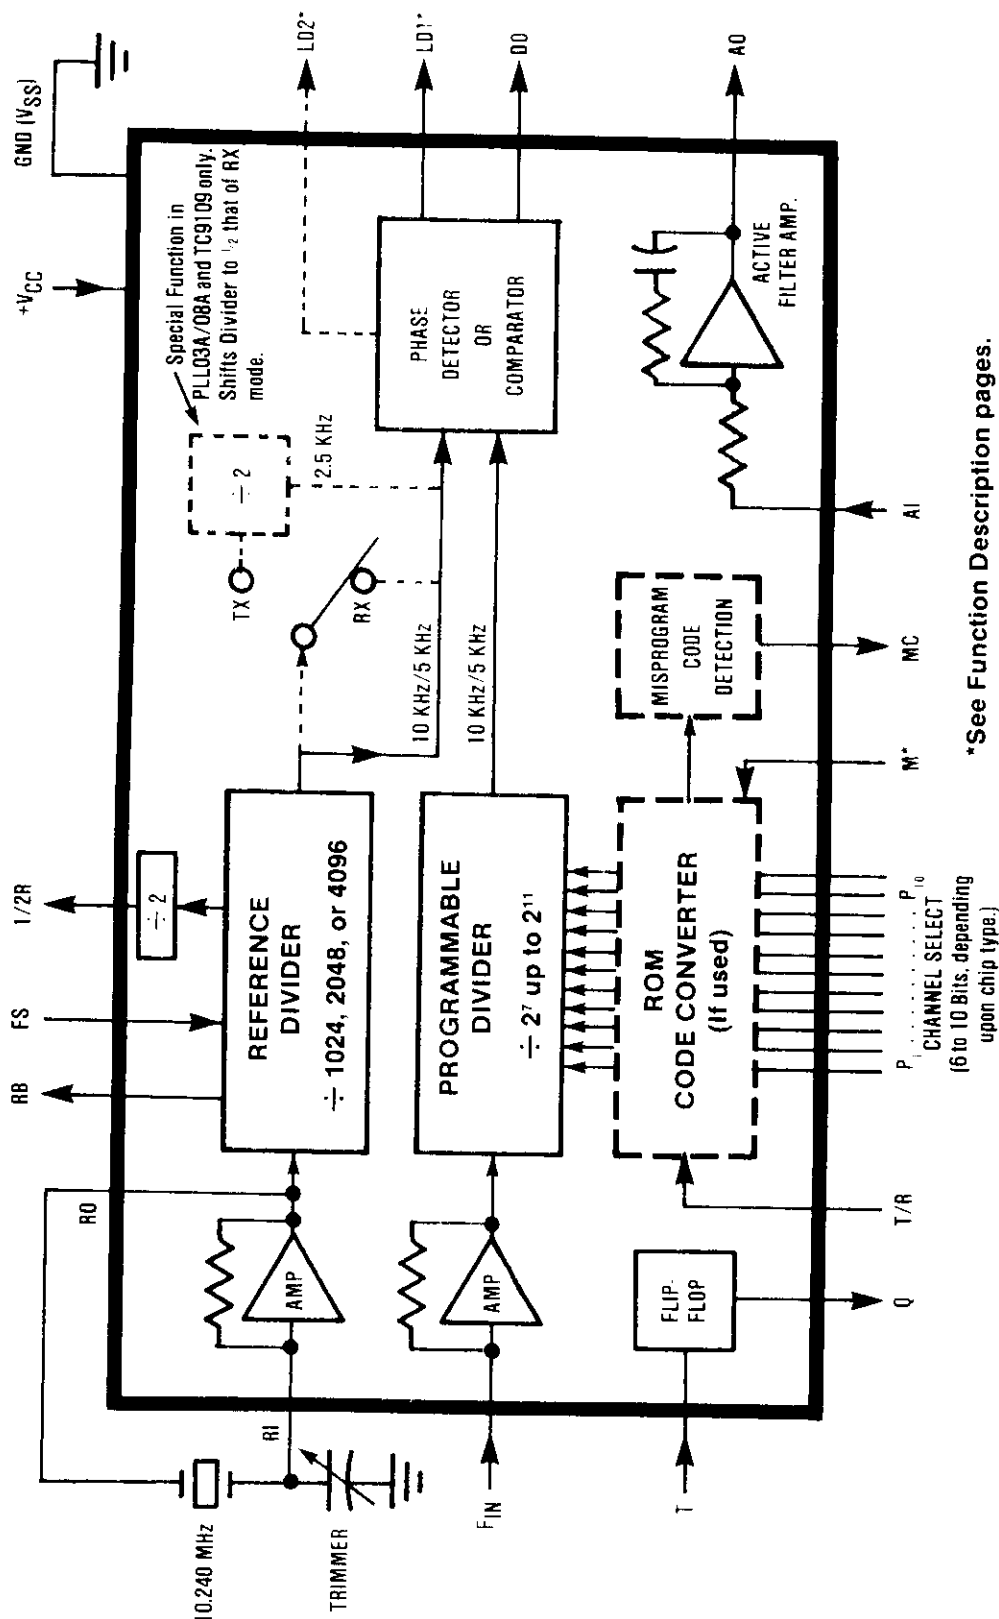 GND (VSS)
+VCC
1/2R
FS
RB
RO
LD2*
LD1*
DO
AO
Special Function in
PLL03A/08A and TC9109 only.
Shifts Divider to 1/2 that of RX
mode.
÷ 2
2.5 KHz
TX
RX
÷ 2
10.240 MHz
TRIMMER
RI
AMP
REFERENCE
DIVIDER
÷ 1024, 2048, or 4096
10 KHz/5 KHz
PHASE
DETECTOR
OR
COMPARATOR
FIN
AMP
PROGRAMMABLE
DIVIDER
÷ 2⁷ up to 2¹¹
10 KHz/5 KHz
ACTIVE
FILTER AMP.
T
FLIP-
FLOP
ROM
CODE CONVERTER
(If used)
MISPROGRAM
CODE
DETECTION
Q
T/R
P1 . . . . . . . . . . P10
CHANNEL SELECT
(6 to 10 Bits, depending
upon chip type.)
M*
MC
AI
*See Function Description pages.